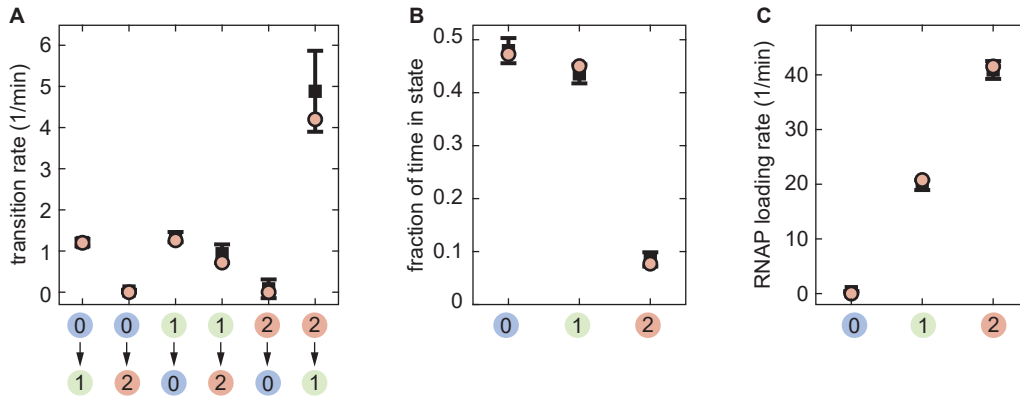 A
transition rate (1/min)
6
5
4
3
2
1
0
0 0 1 1 2 2
1 2 0 2 0 1
B
fraction of time in state
0.5
0.4
0.3
0.2
0.1
0
0 1 2
C
RNAP loading rate (1/min)
40
20
0
0 1 2